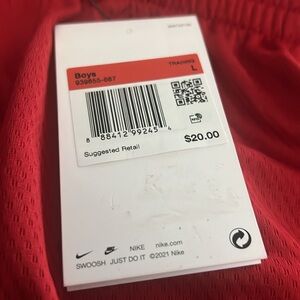 Boys
TRAINING
939655-657
L
8 88412 99245 4
$20.00
Suggested Retail
NIKE nike.com
SWOOSH. JUST DO IT ©2021 Nike